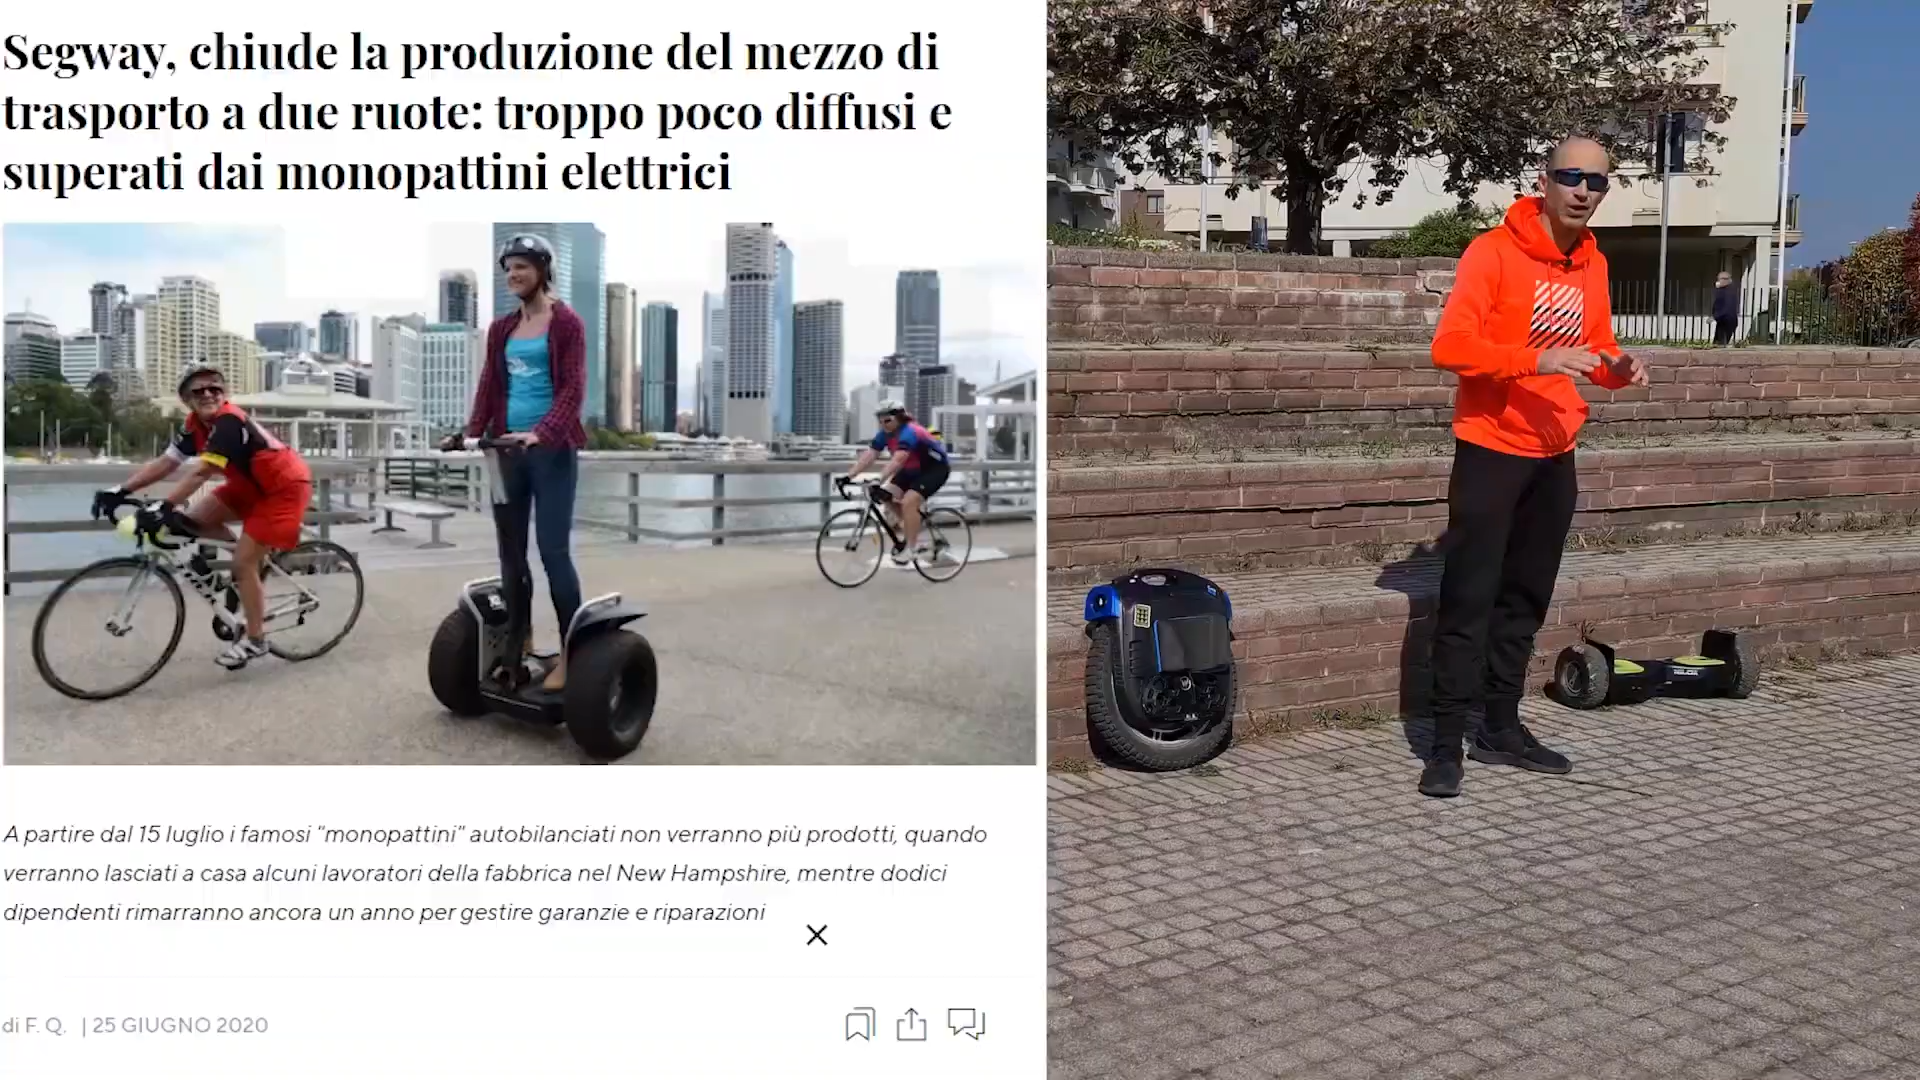 Segway, chiude la produzione del mezzo di
trasporto a due ruote: troppo poco diffusi e
superati dai monopattini elettrici
A partire dal 15 luglio i famosi "monopattini" autobilanciati non verranno più prodotti, quando
verranno lasciati a casa alcuni lavoratori della fabbrica nel New Hampshire, mentre dodici
dipendenti rimarranno ancora un anno per gestire garanzie e riparazioni
di F. Q. | 25 GIUGNO 2020
NILOX